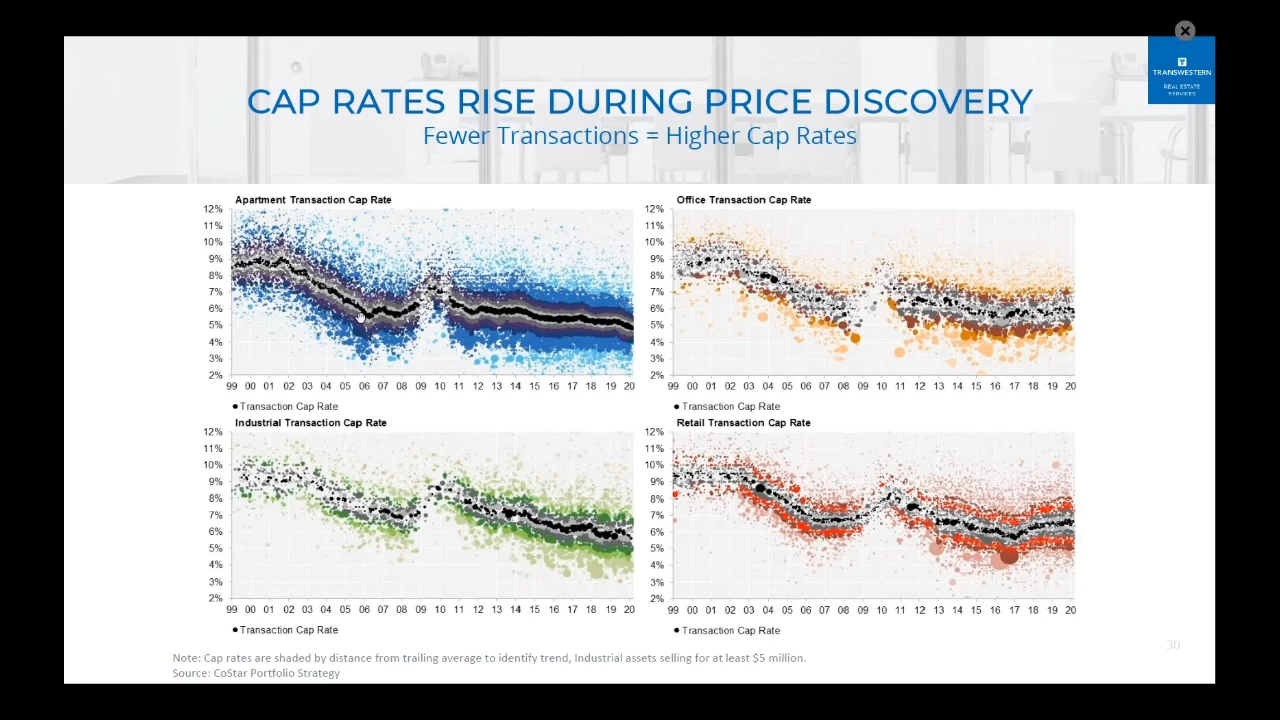 TRANSWESTERN
REAL ESTATE
SERVICES
CAP RATES RISE DURING PRICE DISCOVERY
Fewer Transactions = Higher Cap Rates
Apartment Transaction Cap Rate
12%
11%
10%
9%
8%
7%
6%
5%
4%
3%
2%
99 00 01 02 03 04 05 06 07 08 09 10 11 12 13 14 15 16 17 18 19 20
Transaction Cap Rate
Office Transaction Cap Rate
12%
11%
10%
9%
8%
7%
6%
5%
4%
3%
2%
99 00 01 02 03 04 05 06 07 08 09 10 11 12 13 14 15 16 17 18 19 20
Transaction Cap Rate
Industrial Transaction Cap Rate
12%
11%
10%
9%
8%
7%
6%
5%
4%
3%
2%
99 00 01 02 03 04 05 06 07 08 09 10 11 12 13 14 15 16 17 18 19 20
Transaction Cap Rate
Retail Transaction Cap Rate
12%
11%
10%
9%
8%
7%
6%
5%
4%
3%
2%
99 00 01 02 03 04 05 06 07 08 09 10 11 12 13 14 15 16 17 18 19 20
Transaction Cap Rate
30
Note: Cap rates are shaded by distance from trailing average to identify trend, Industrial assets selling for at least $5 million.
Source: CoStar Portfolio Strategy